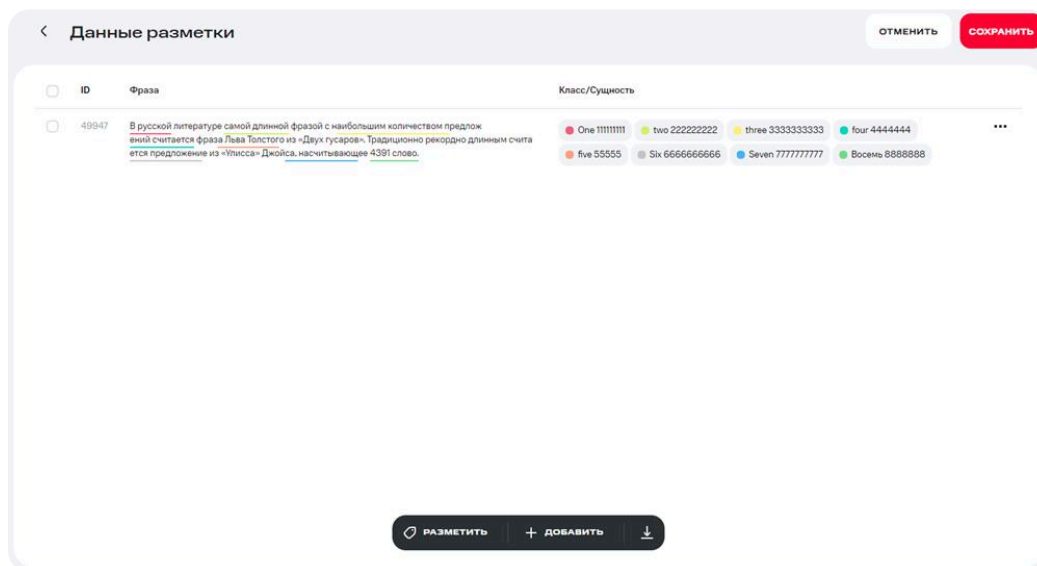 Данные разметки
ОТМЕНИТЬ
СОХРАНИТЬ
ID Фраза Класс/Сущность
49947
В русской литературе самой длинной фразой с наибольшим количеством предлож
ений считается фраза Льва Толстого из «Двух гусаров». Традиционно рекордно длинным счита
ется предложение из «Улисса» Джойса, насчитывающее 4391 слово.
One 111111111 two 222222222 three 3333333333 four 4444444
five 55555 Six 6666666666 Seven 7777777777 Восемь 8888888
РАЗМЕТИТЬ ДОБАВИТЬ